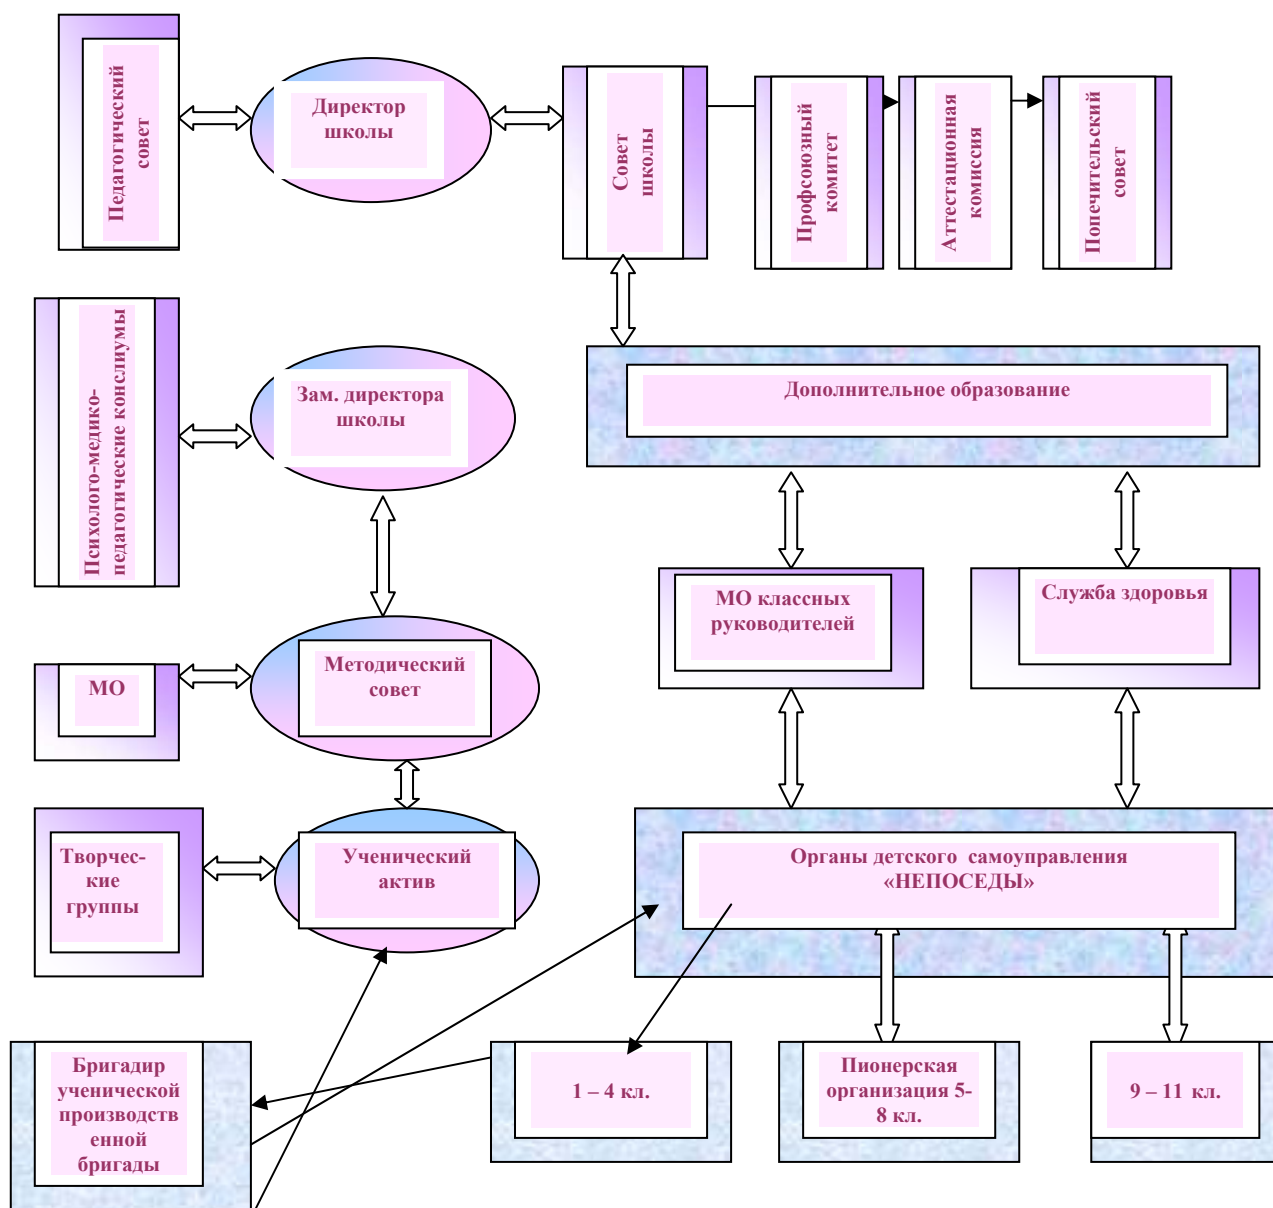 Педагогический
совет
Директор
школы
Совет
школы
Профсоюзный
комитет
Аттестационная
комиссия
Попечительский
совет
Психолого-медико-
педагогические консилиумы
Зам. директора
школы
Дополнительное образование
МО классных
руководителей
Служба здоровья
МО
Методический
совет
Творчес-
кие
группы
Ученический
актив
Органы детского самоуправления
«НЕПОСЕДЫ»
Бригадир
ученической
производств
енной
бригады
1 – 4 кл.
Пионерская
организация 5-
8 кл.
9 – 11 кл.